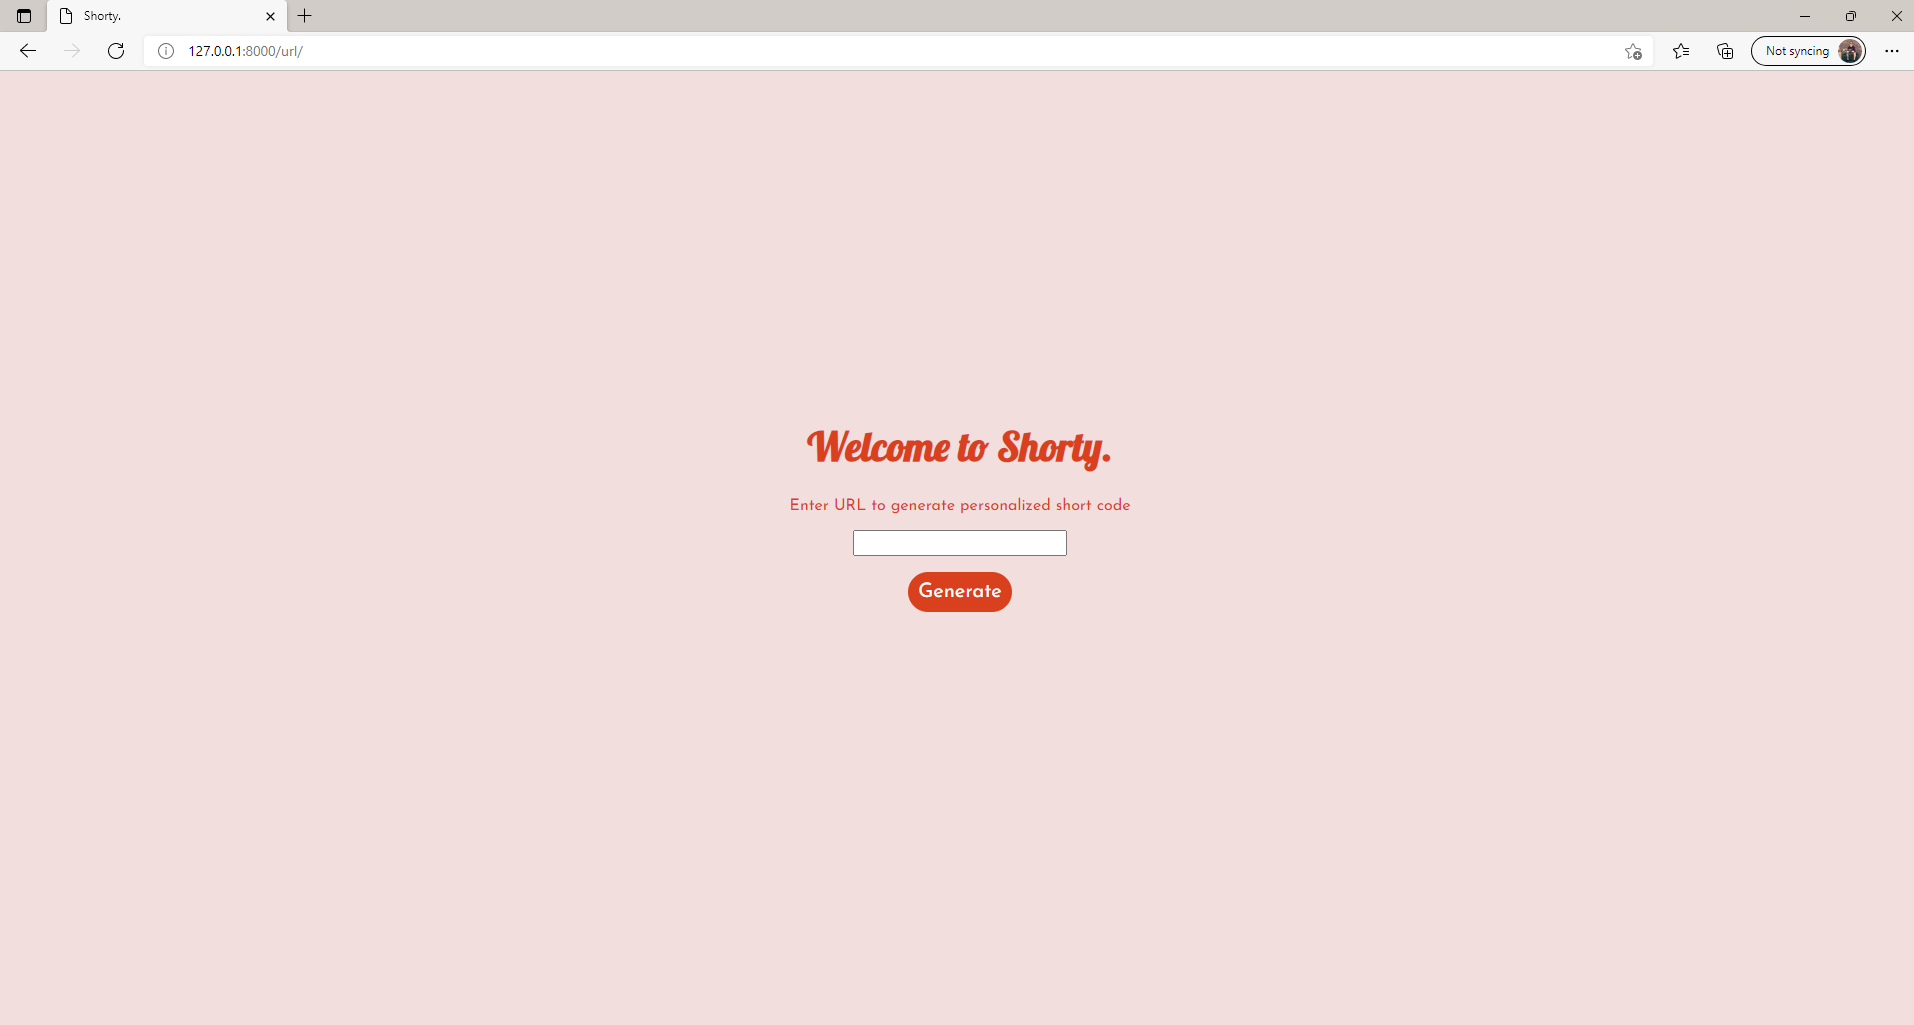 Shorty.
127.0.0.1:8000/url/
Not syncing
Welcome to Shorty.
Enter URL to generate personalized short code
Generate